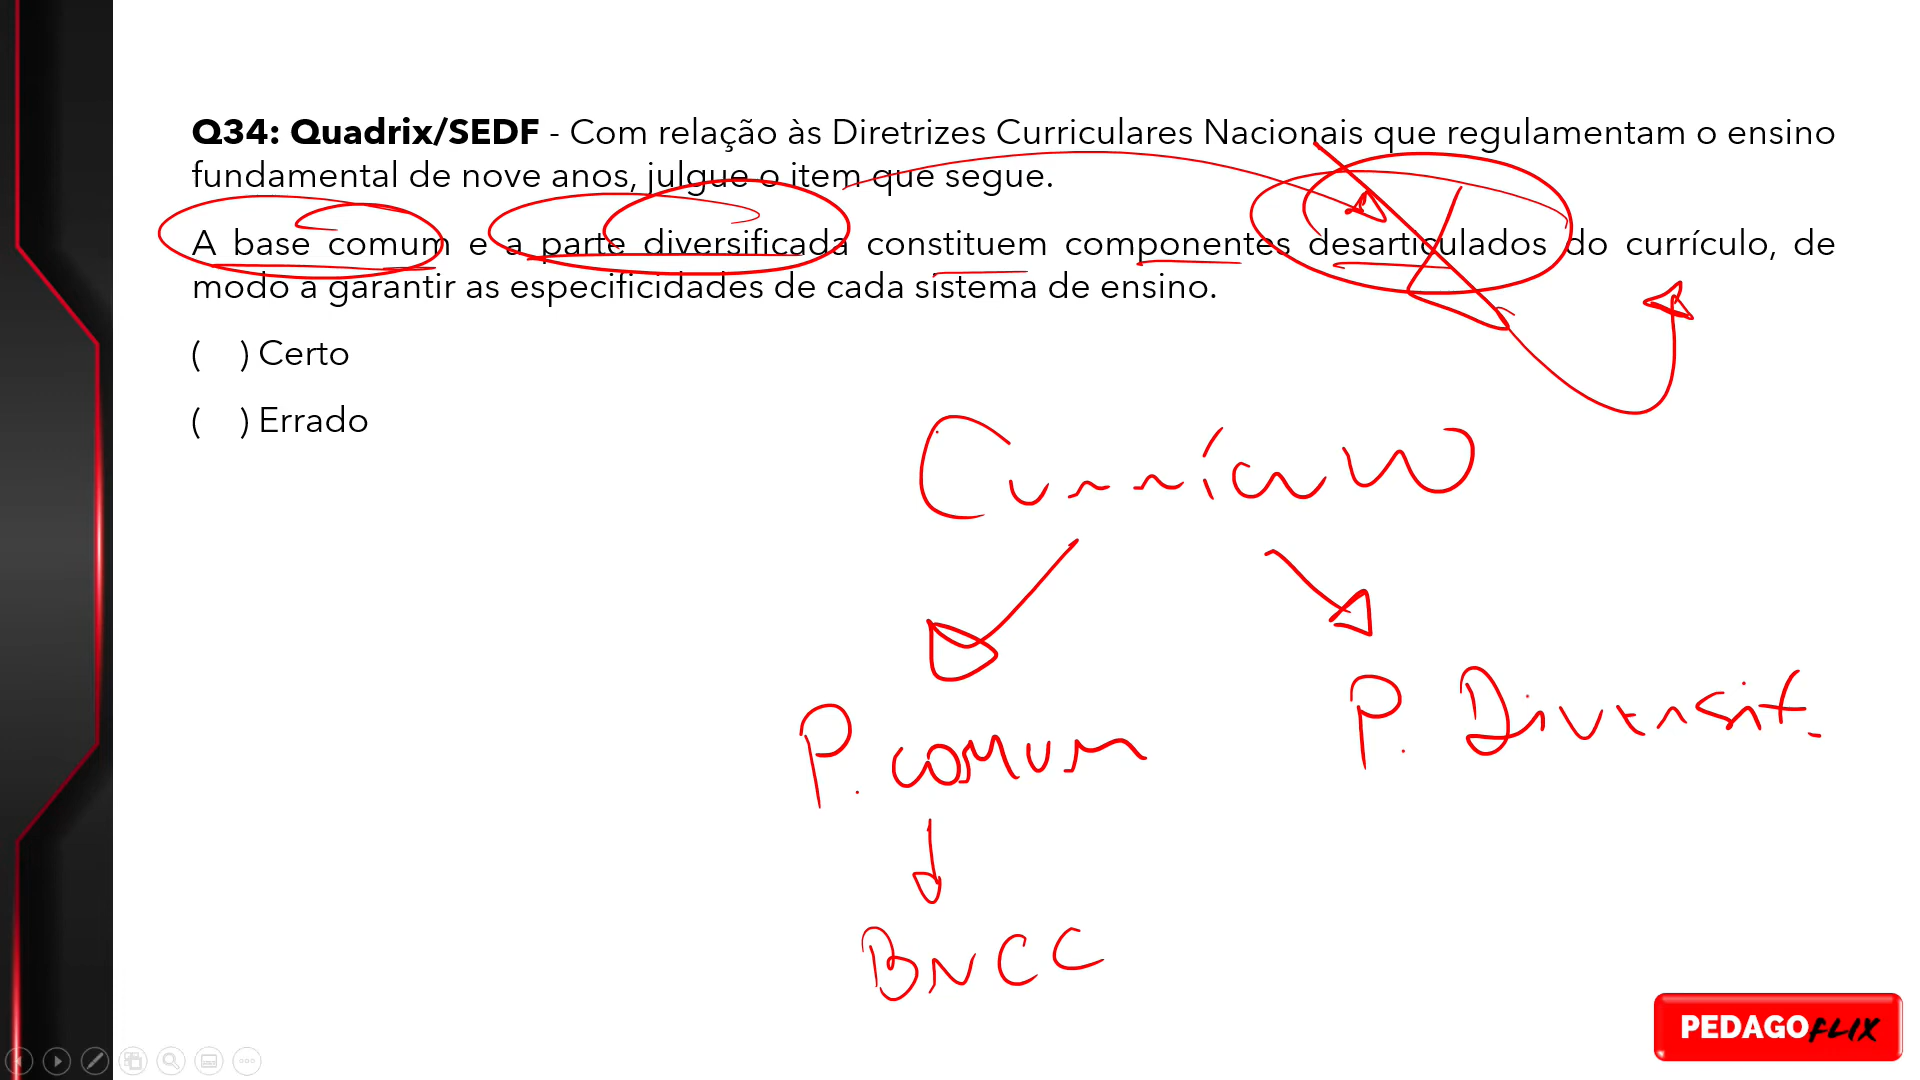 Q34: Quadrix/SEDF - Com relação às Diretrizes Curriculares Nacionais que regulamentam o ensino
fundamental de nove anos, julgue o item que segue.
A base comum e a parte diversificada constituem componentes desarticulados do currículo, de
modo a garantir as especificidades de cada sistema de ensino.
( ) Certo
( ) Errado
Currículo
P. comum
P. Diversif.
BNCC
PEDAGOFLIX